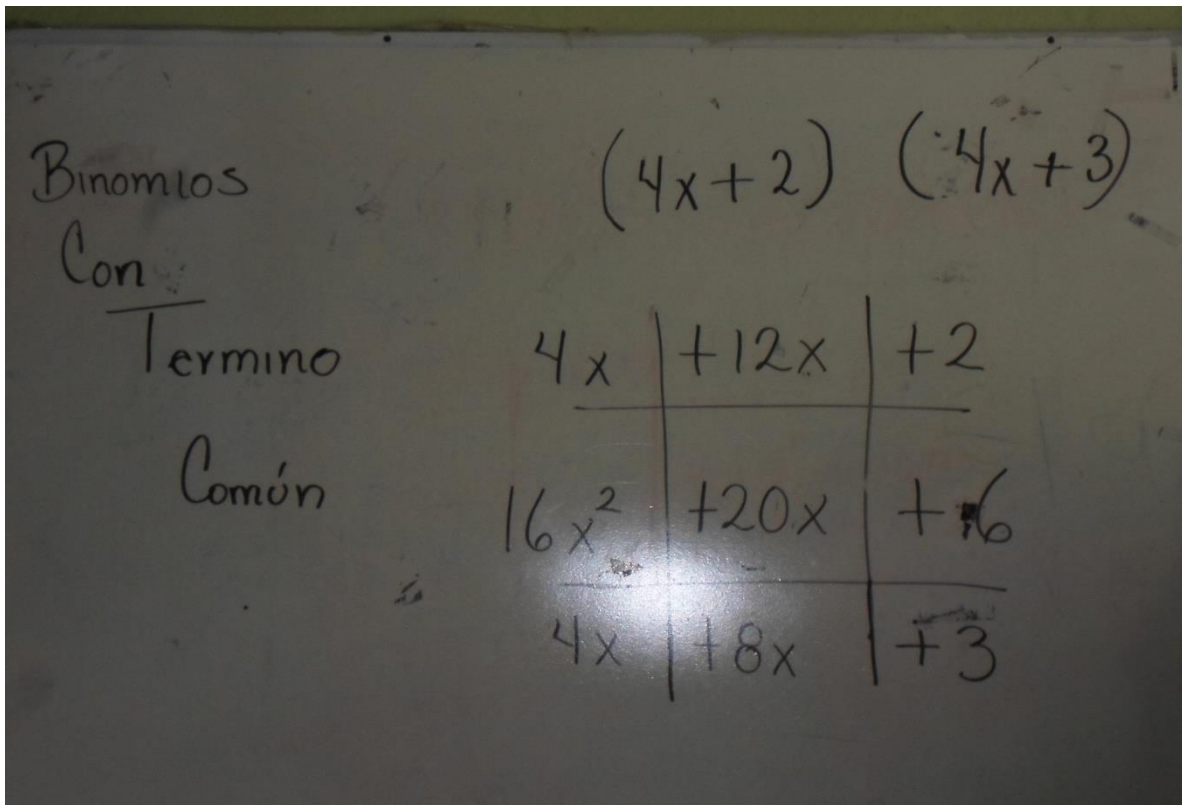 Binomios
Con
Termino
Común
(4x+2) (4x+3)
4x | +12x | +2
16x² | +20x | +6
4x | +8x | +3